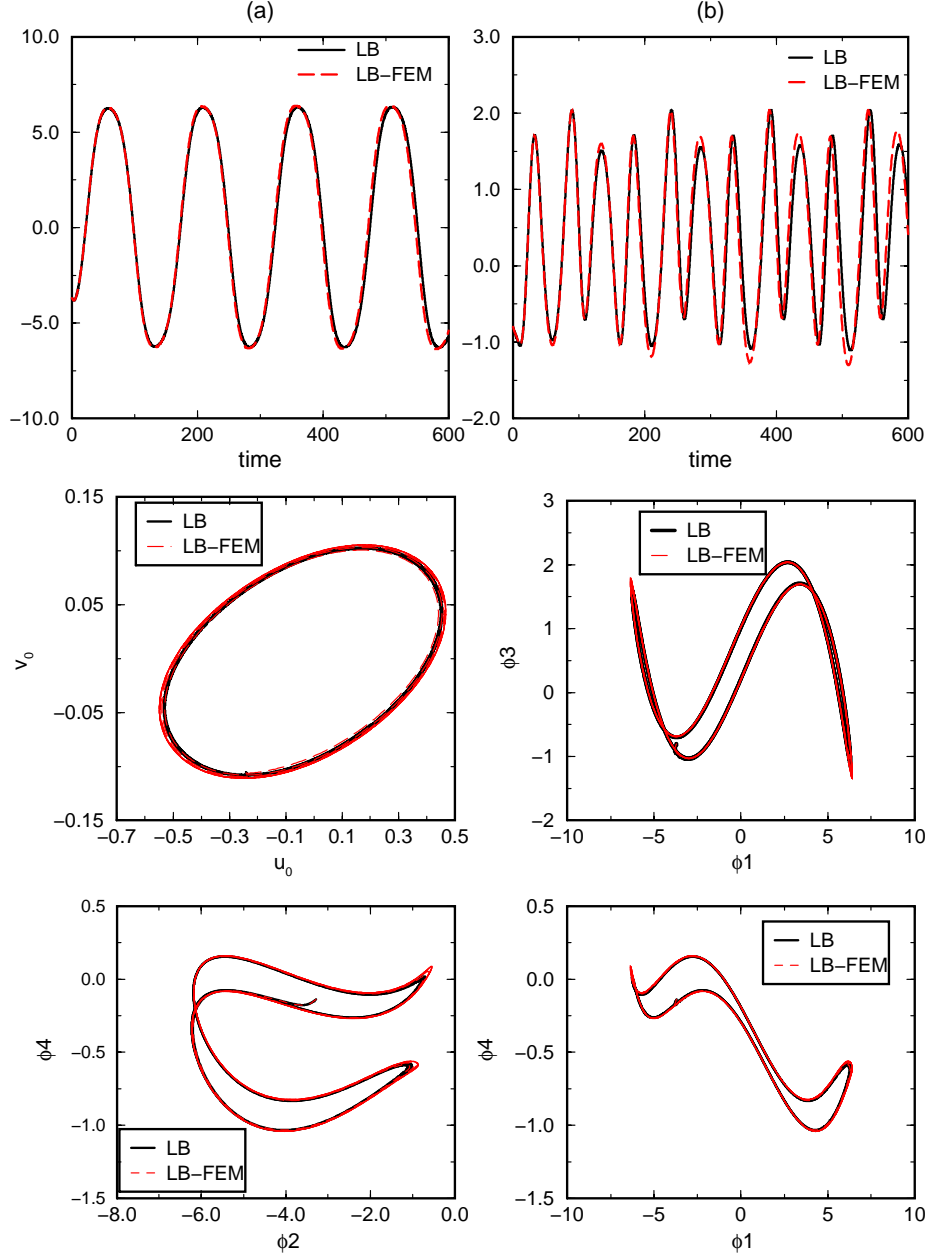 (a)
10.0
5.0
0.0
−5.0
−10.0
0
200
400
600
time
LB
LB−FEM
(b)
3.0
2.0
1.0
0.0
−1.0
−2.0
0
200
400
600
time
LB
LB−FEM
0.15
0.05
−0.05
−0.15
−0.7
−0.5
−0.3
−0.1
0.1
0.3
0.5
v₀
u₀
LB
LB−FEM
3
2
1
0
−1
−2
−10
−5
0
5
10
ϕ3
ϕ1
LB
LB−FEM
0.5
0.0
−0.5
−1.0
−1.5
−8.0
−6.0
−4.0
−2.0
0.0
ϕ4
ϕ2
LB
LB−FEM
0.5
0.0
−0.5
−1.0
−1.5
−10
−5
0
5
10
ϕ4
ϕ1
LB
LB−FEM